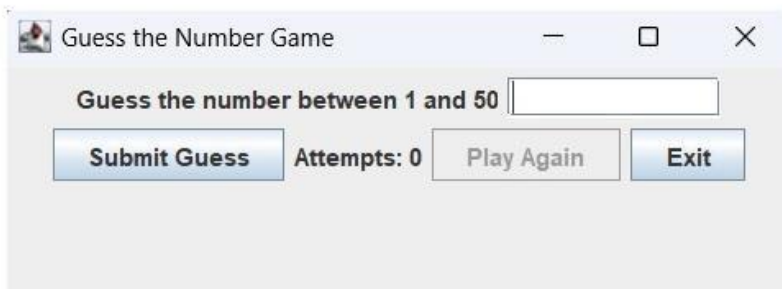 Guess the Number Game
Guess the number between 1 and 50
Submit Guess Attempts: 0 Play Again Exit